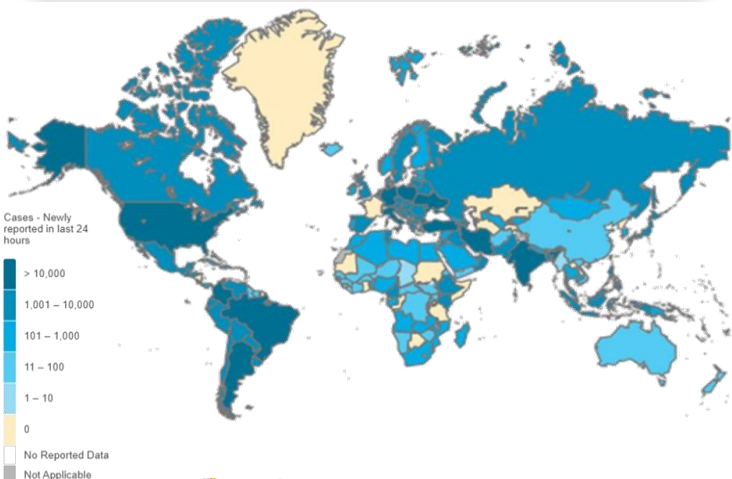 Cases - Newly
reported in last 24
hours
> 10,000
1,001 – 10,000
101 – 1,000
11 – 100
1 – 10
0
No Reported Data
Not Applicable